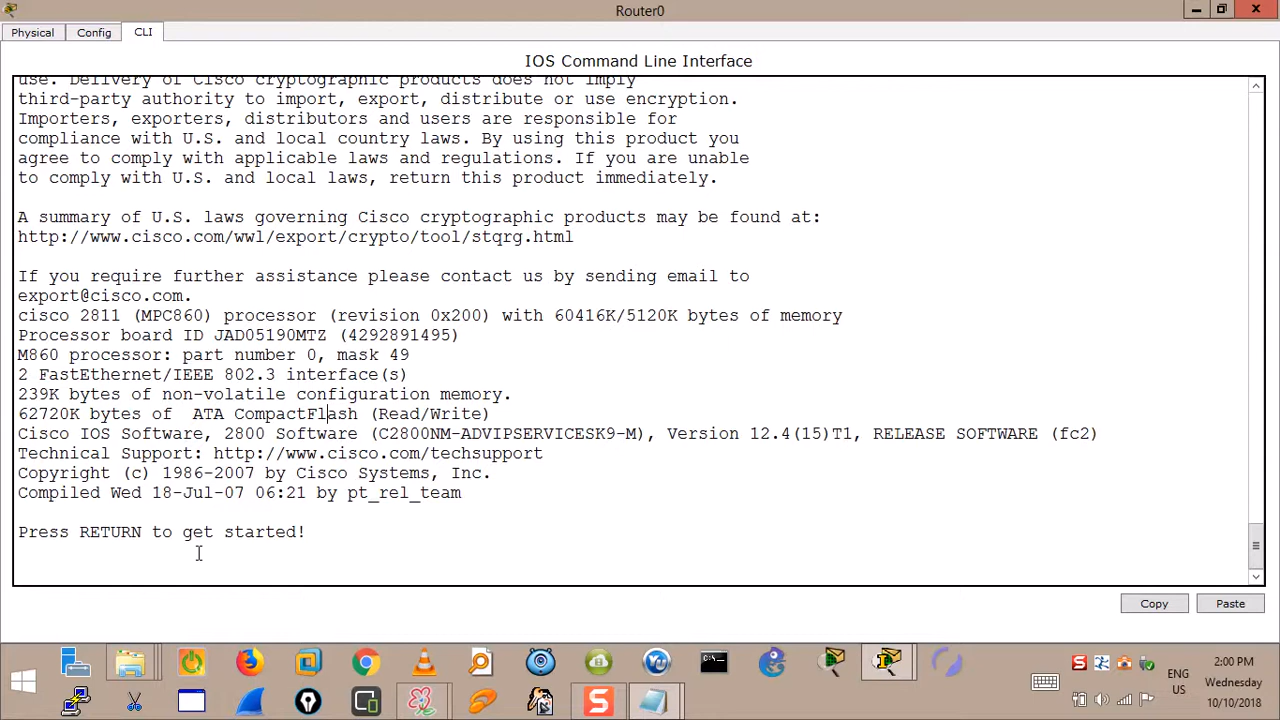 Router0
Physical
Config
CLI
IOS Command Line Interface
use. Delivery of Cisco cryptographic products does not imply
third-party authority to import, export, distribute or use encryption.
Importers, exporters, distributors and users are responsible for
compliance with U.S. and local country laws. By using this product you
agree to comply with applicable laws and regulations. If you are unable
to comply with U.S. and local laws, return this product immediately.
A summary of U.S. laws governing Cisco cryptographic products may be found at:
http://www.cisco.com/wwl/export/crypto/tool/stqrg.html
If you require further assistance please contact us by sending email to
export@cisco.com.
cisco 2811 (MPC860) processor (revision 0x200) with 60416K/5120K bytes of memory
Processor board ID JAD05190MTZ (4292891495)
M860 processor: part number 0, mask 49
2 FastEthernet/IEEE 802.3 interface(s)
239K bytes of non-volatile configuration memory.
62720K bytes of  ATA CompactFlash (Read/Write)
Cisco IOS Software, 2800 Software (C2800NM-ADVIPSERVICESK9-M), Version 12.4(15)T1, RELEASE SOFTWARE (fc2)
Technical Support: http://www.cisco.com/techsupport
Copyright (c) 1986-2007 by Cisco Systems, Inc.
Compiled Wed 18-Jul-07 06:21 by pt_rel_team
Press RETURN to get started!
Copy
Paste
ENG
US
2:00 PM
Wednesday
10/10/2018